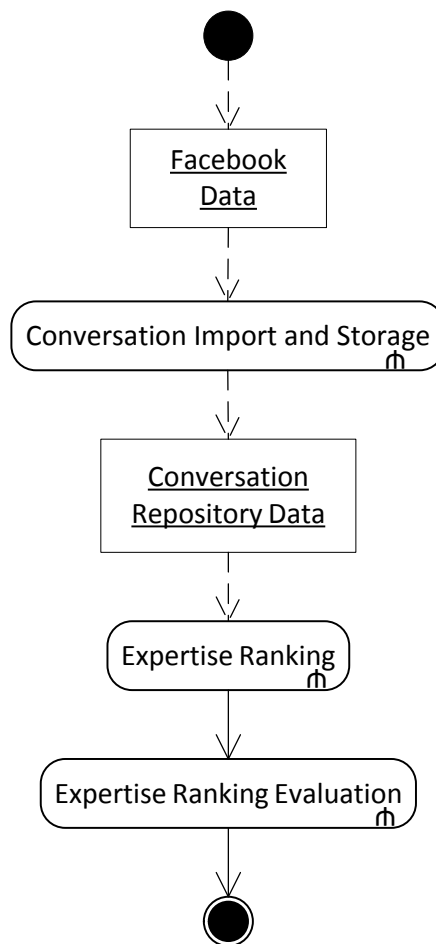 Facebook
Data
Conversation Import and Storage
Conversation
Repository Data
Expertise Ranking
Expertise Ranking Evaluation